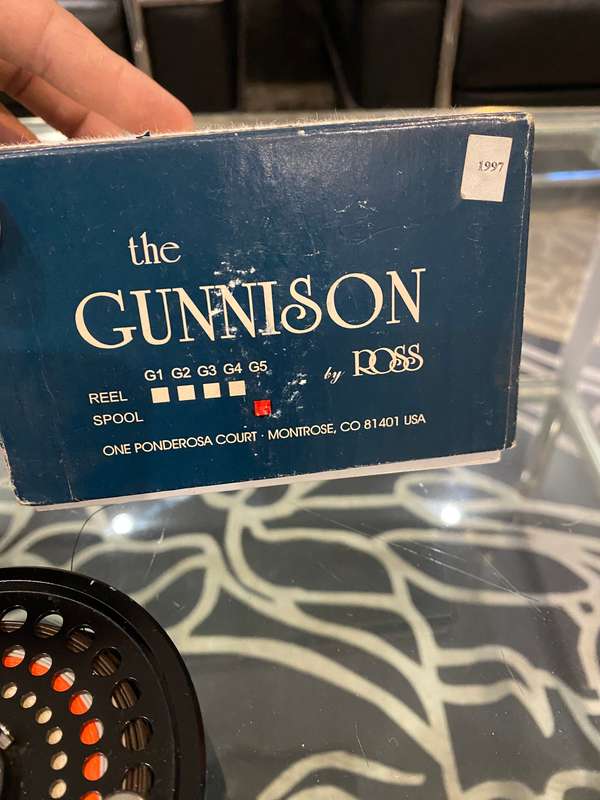 1997
the
GUNNISON
by ROSS
G1 G2 G3 G4 G5
REEL
SPOOL
ONE PONDEROSA COURT · MONTROSE, CO 81401 USA